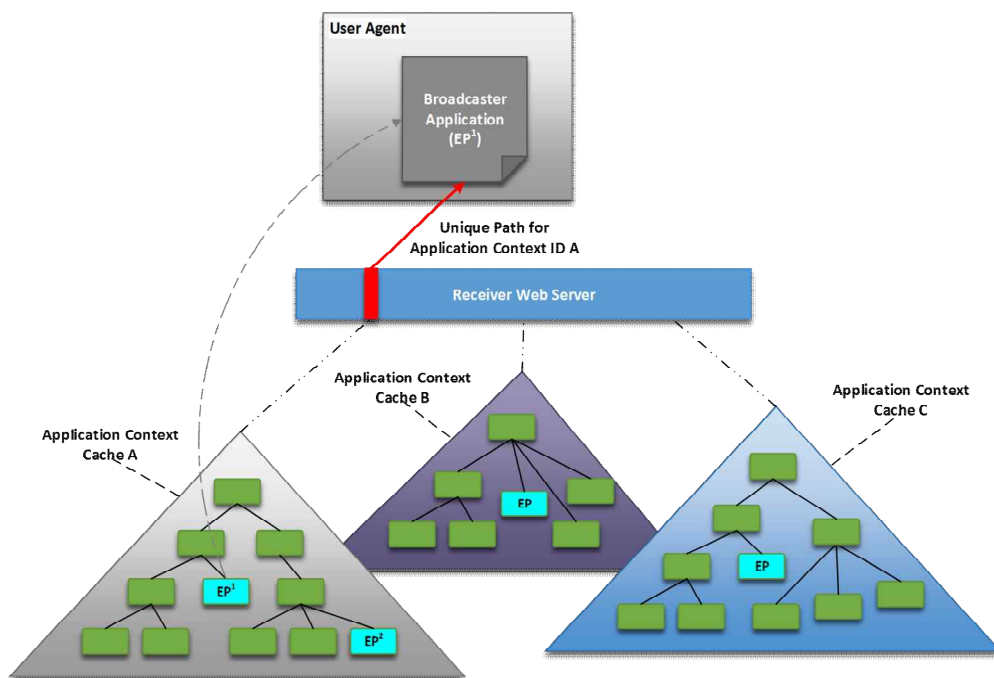 User Agent
Broadcaster
Application
(EP¹)
Unique Path for
Application Context ID A
Receiver Web Server
Application Context
Cache A
Application Context
Cache B
Application Context
Cache C
EP¹
EP²
EP
EP